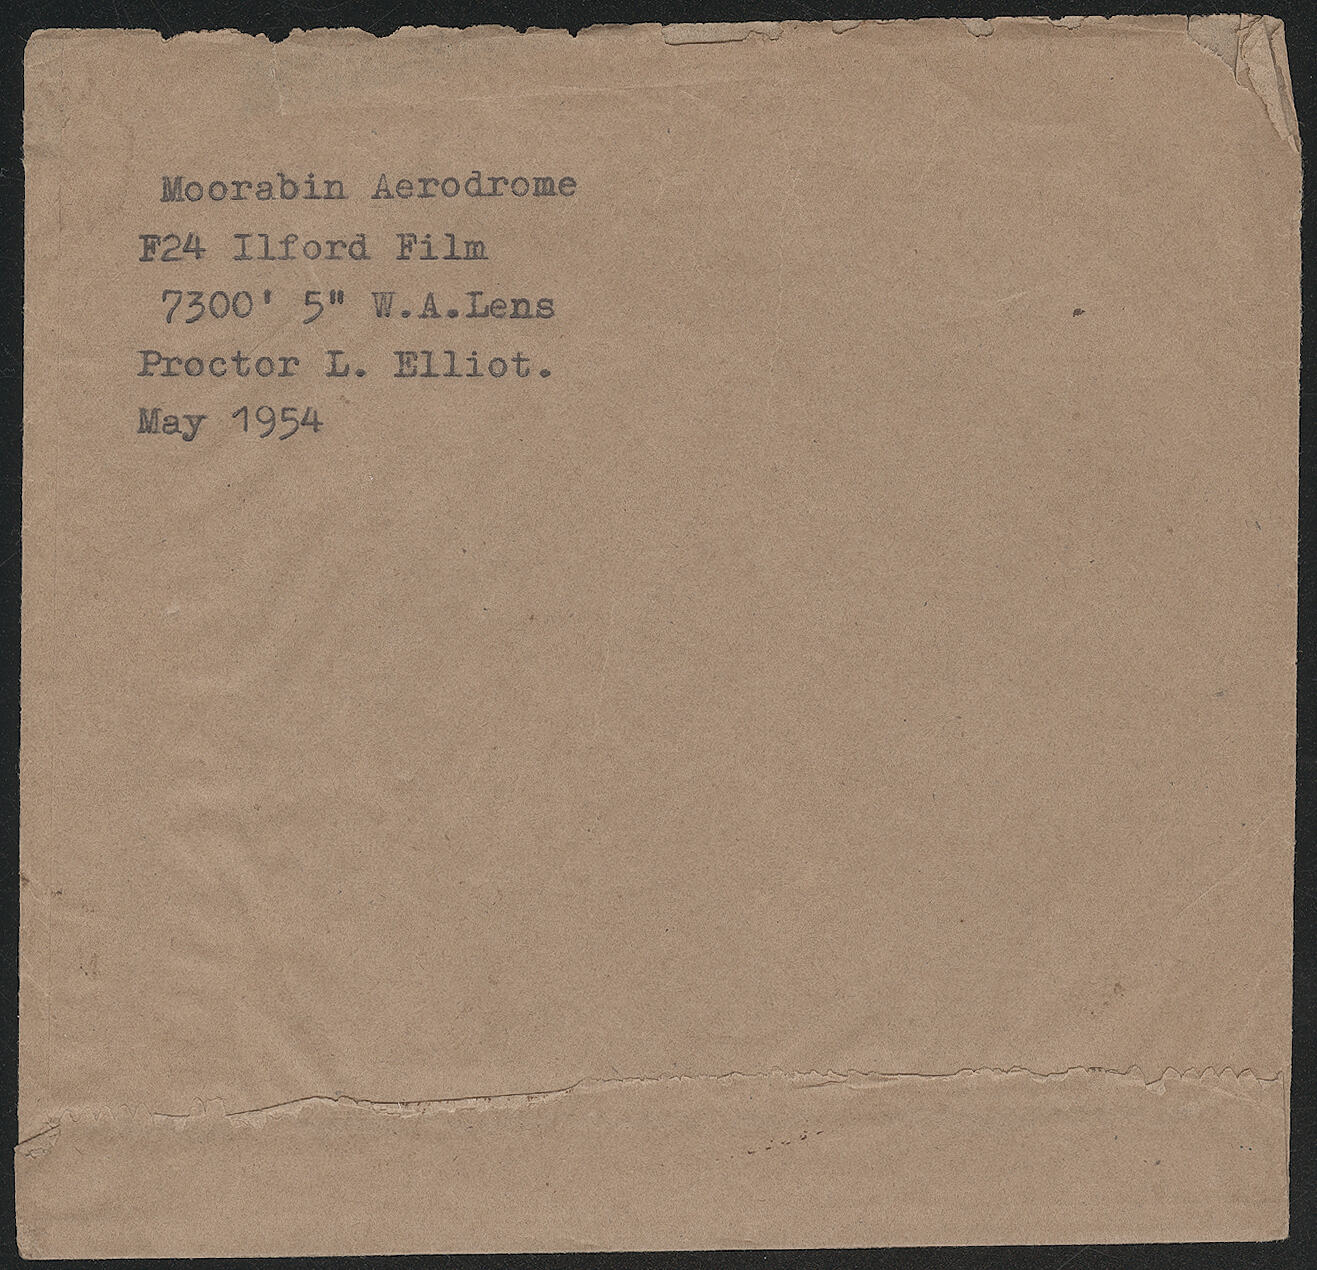 Moorabin Aerodrome
F24 Ilford Film
7300' 5" W.A.Lens
Proctor L. Elliot.
May 1954